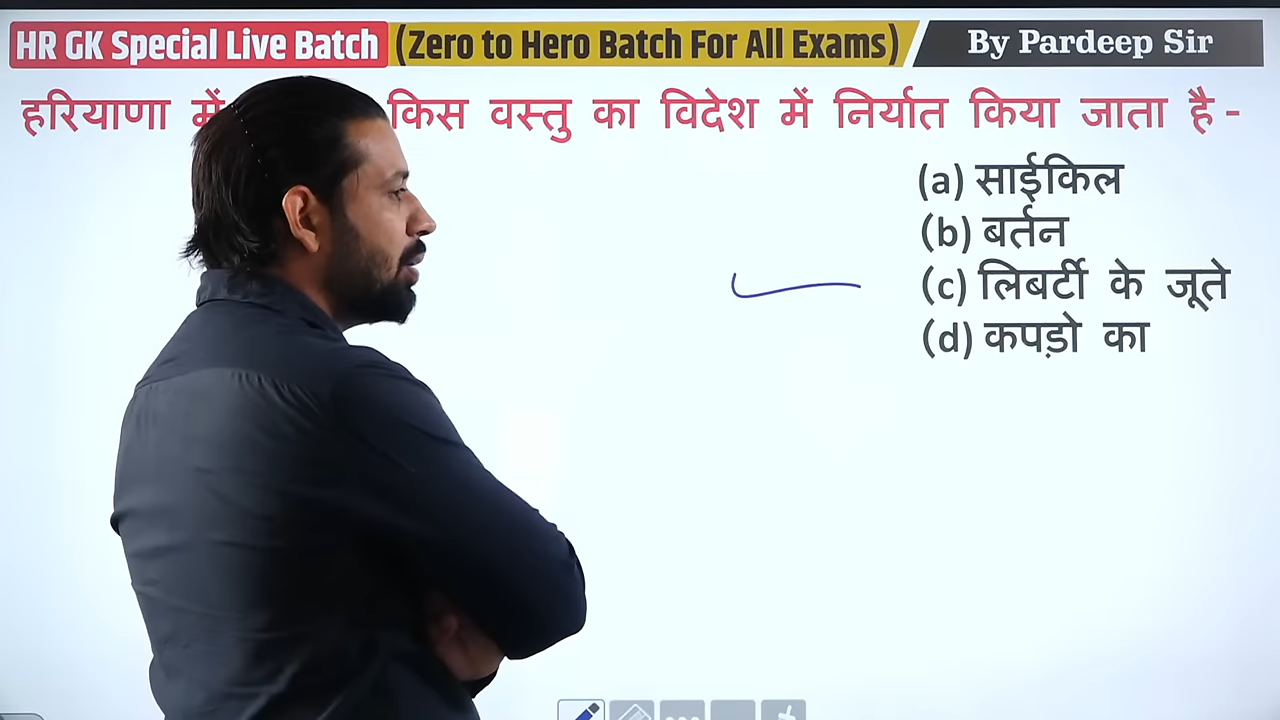 HR GK Special Live Batch (Zero to Hero Batch For All Exams) By Pardeep Sir
हरियाणा में किस वस्तु का विदेश में निर्यात किया जाता है -
(a) साईकिल
(b) बर्तन
(c) लिबर्टी के जूते
(d) कपड़ो का